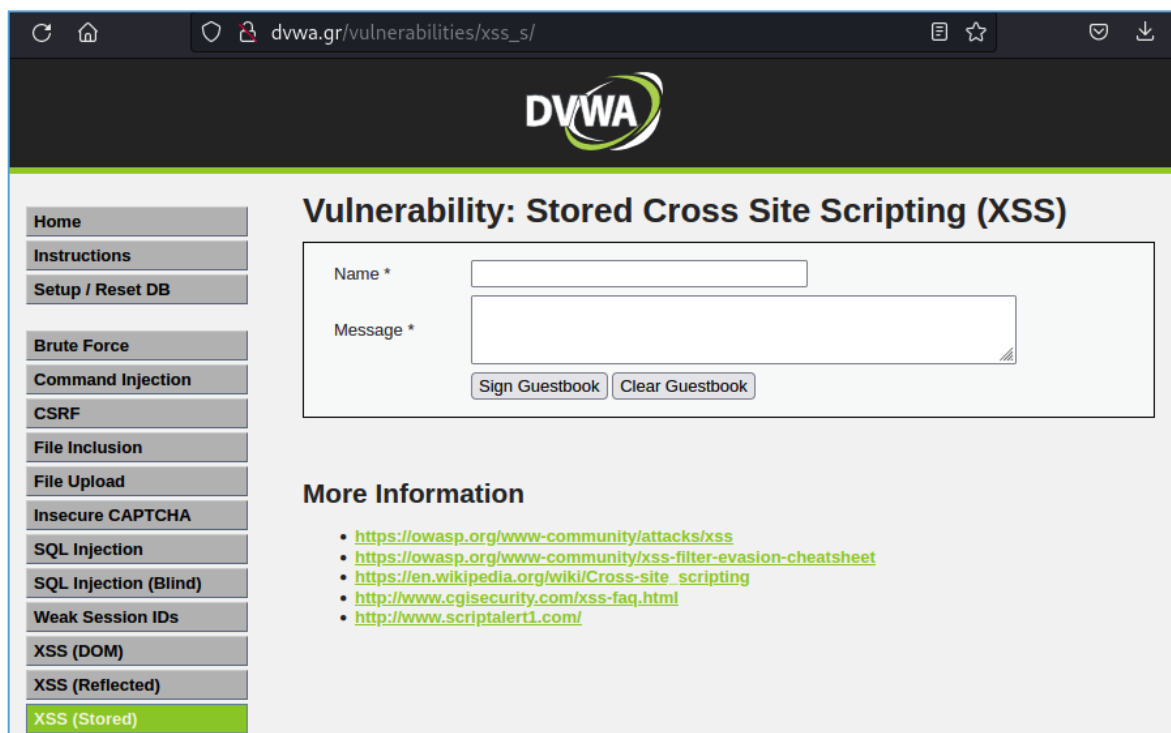 dvwa.gr/vulnerabilities/xss_s/
DVWA
Home
Instructions
Setup / Reset DB
Brute Force
Command Injection
CSRF
File Inclusion
File Upload
Insecure CAPTCHA
SQL Injection
SQL Injection (Blind)
Weak Session IDs
XSS (DOM)
XSS (Reflected)
XSS (Stored)
Vulnerability: Stored Cross Site Scripting (XSS)
Name *
Message *
Sign Guestbook Clear Guestbook
More Information
https://owasp.org/www-community/attacks/xss
https://owasp.org/www-community/xss-filter-evasion-cheatsheet
https://en.wikipedia.org/wiki/Cross-site_scripting
http://www.cgisecurity.com/xss-faq.html
http://www.scriptalert1.com/